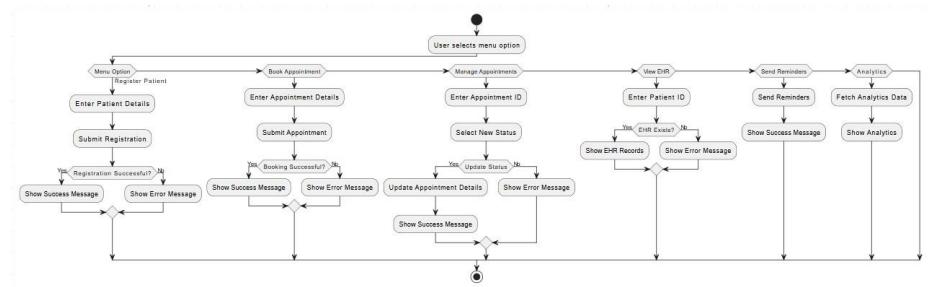 User selects menu option
Menu Option
Book Appointment
Manage Appointments
View EHR
Send Reminders
Analytics
Register Patient
Enter Patient Details
Enter Appointment Details
Enter Appointment ID
Enter Patient ID
Send Reminders
Fetch Analytics Data
Submit Registration
Submit Appointment
Select New Status
Yes EHR Exists? No
Show Success Message
Show Analytics
Show EHR Records
Show Error Message
Yes Registration Successful? No
Yes Booking Successful? No
Yes Update Status No
Show Success Message
Show Error Message
Show Success Message
Show Error Message
Update Appointment Details
Show Error Message
Show Success Message